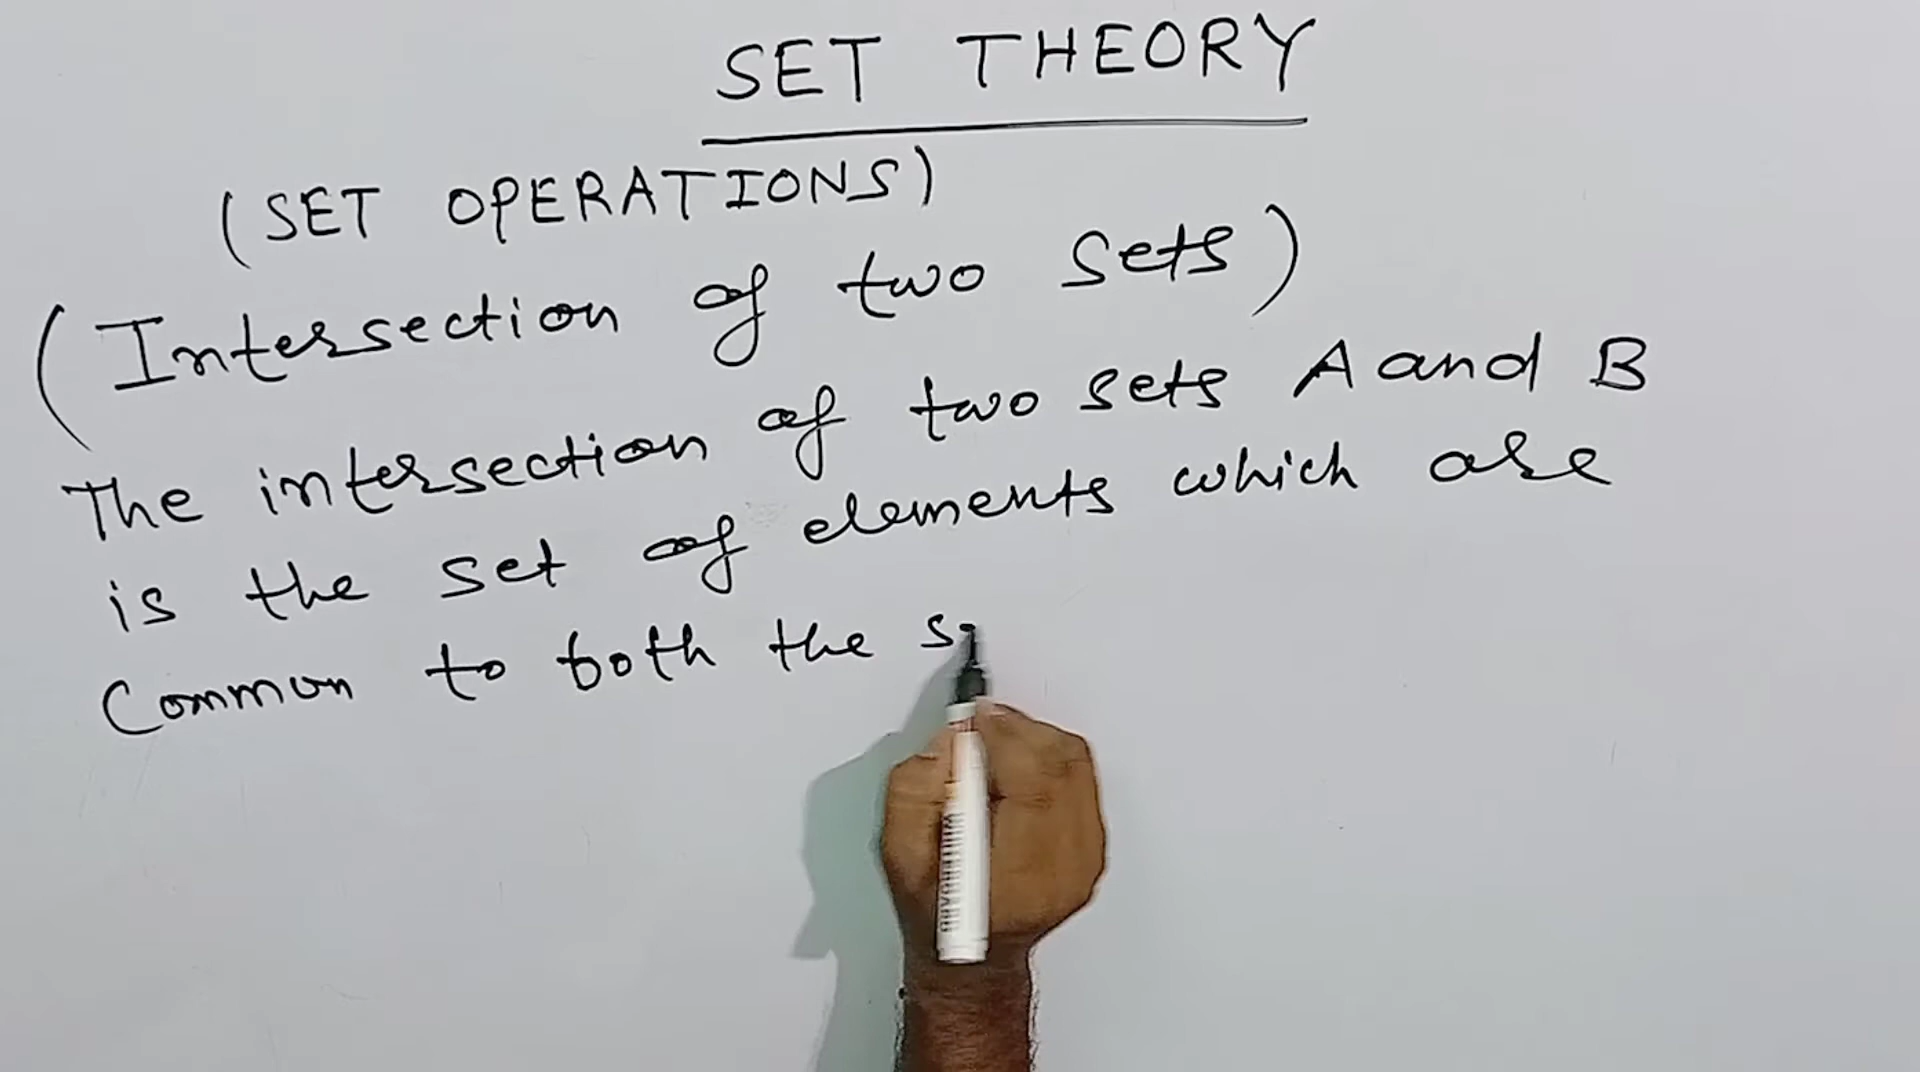 SET THEORY
(SET OPERATIONS)
(Intersection of two sets)
The intersection of two sets A and B
is the set of elements which are
Common to both the s